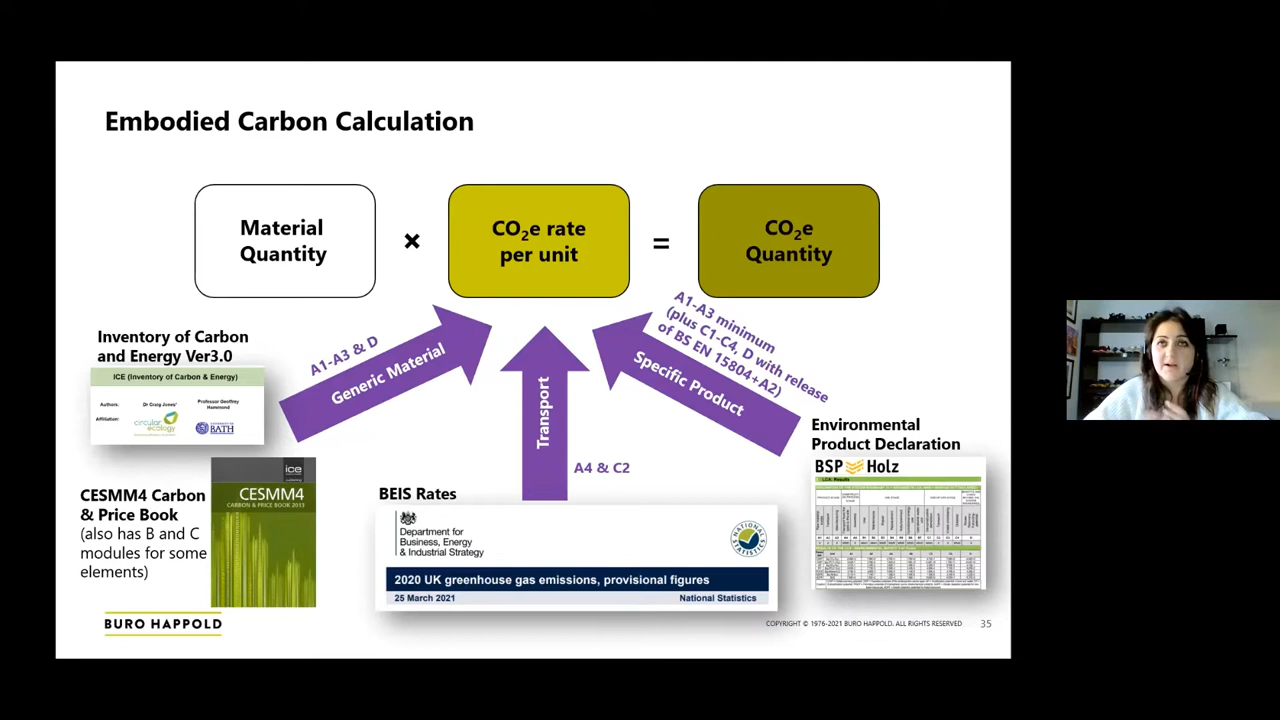 Embodied Carbon Calculation
Material
Quantity
×
CO₂e rate
per unit
=
CO₂e
Quantity
Inventory of Carbon
and Energy Ver3.0
ICE (Inventory of Carbon & Energy)
Authors:
Dr Craig Jones¹
Professor Geoffrey
Hammond
Affiliation:
circular
ecology
UNIVERSITY OF
BATH
A1-A3 & D
Generic Material
Transport
A4 & C2
A1-A3 minimum
(plus C1-C4, D with release
of BS EN 15804+A2)
Specific Product
CESMM4 Carbon
& Price Book
(also has B and C
modules for some
elements)
ice
CESMM4
CARBON & PRICE BOOK 2013
BEIS Rates
Department for
Business, Energy
& Industrial Strategy
NATIONAL STATISTICS
2020 UK greenhouse gas emissions, provisional figures
25 March 2021
National Statistics
Environmental
Product Declaration
BSP Holz
LCA: Results
BURO HAPPOLD
COPYRIGHT © 1976-2021 BURO HAPPOLD. ALL RIGHTS RESERVED
35